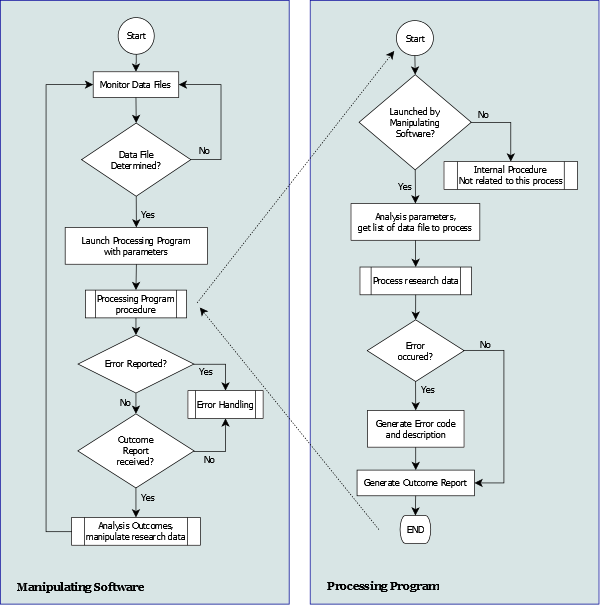 Start
Monitor Data Files
Data File
Determined?
No
Yes
Launch Processing Program
with parameters
Processing Program
procedure
Error Reported?
Yes
No
Error Handling
Outcome
Report
received?
No
Yes
Analysis Outcomes,
manipulate research data
Manipulating Software
Start
Launched by
Manipulating
Software?
No
Internal Procedure
Not related to this process
Yes
Analysis parameters,
get list of data file to process
Process research data
Error
occured?
No
Yes
Generate Error code
and description
Generate Outcome Report
END
Processing Program